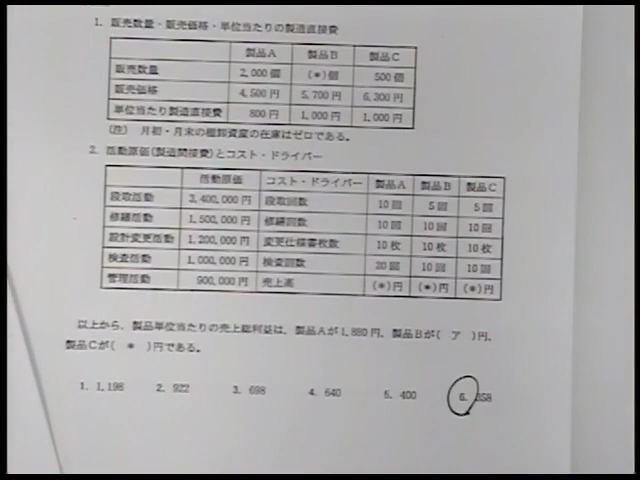 1. 販売数量・販売価格・単位当たりの製造直接費
製品A 製品B 製品C
販売数量 2,000個 (*)個 500個
販売価格 4,500円 5,700円 6,300円
単位当たり製造直接費 800円 1,000円 1,000円
(注) 月初・月末の棚卸資産の在庫はゼロである。
2. 活動原価(製造間接費)とコスト・ドライバー
活動原価 コスト・ドライバー 製品A 製品B 製品C
段取活動 3,400,000円 段取回数 10回 5回 5回
修繕活動 1,500,000円 修繕回数 10回 10回 10回
設計変更活動 1,200,000円 変更仕様書枚数 10枚 10枚 10枚
検査活動 1,000,000円 検査回数 20回 10回 10回
管理活動 900,000円 売上高 (*)円 (*)円 (*)円
以上から、製品単位当たりの売上総利益は、製品Aが1,880円、製品Bが( ア )円、
製品Cが( * )円である。
1. 1,198 2. 922 3. 698 4. 640 5. 400 6. 358